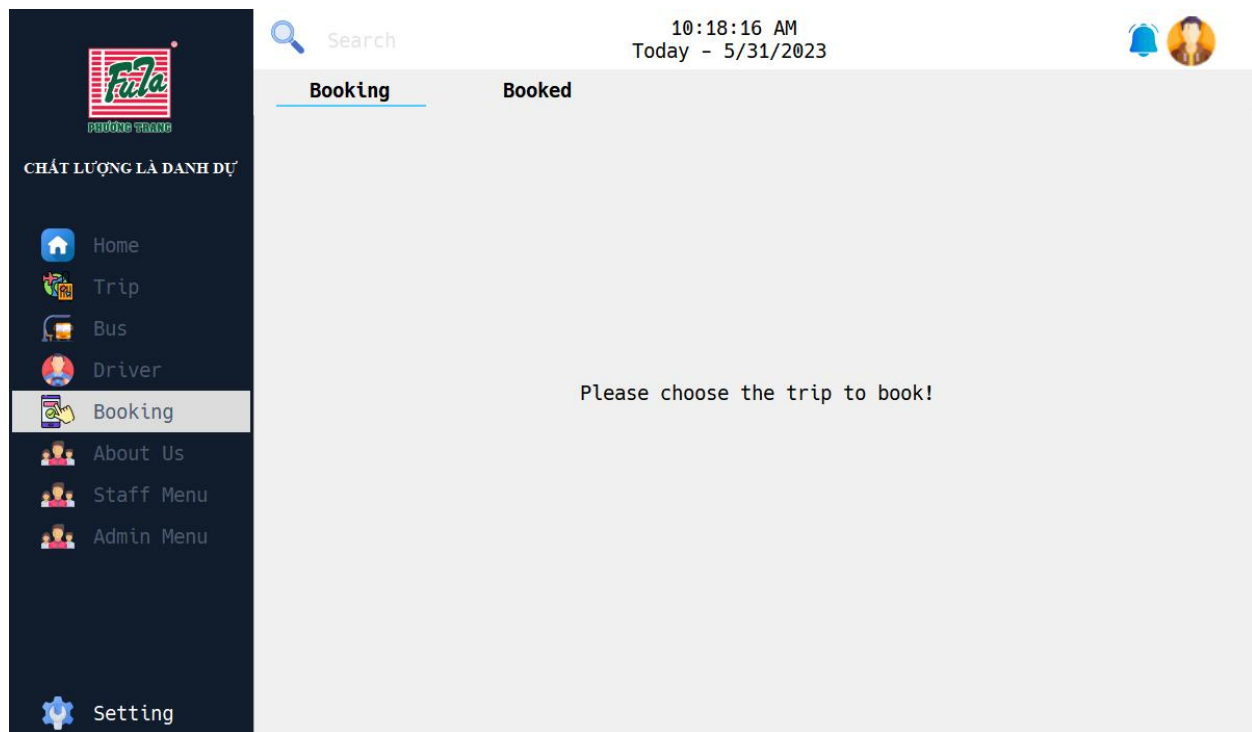 FuTa
PHƯƠNG TRANG
CHẤT LƯỢNG LÀ DANH DỰ
Home
Trip
Bus
Driver
Booking
About Us
Staff Menu
Admin Menu
Setting
Search
10:18:16 AM
Today - 5/31/2023
Booking Booked
Please choose the trip to book!